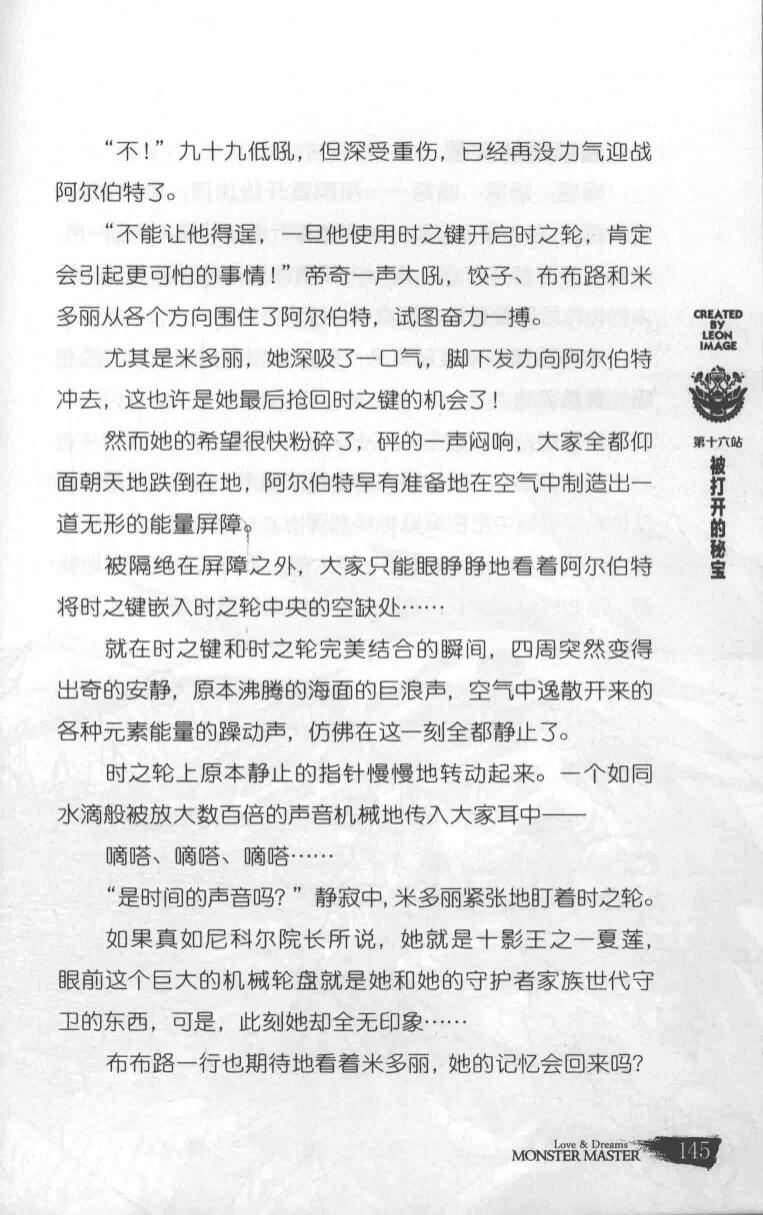 “不！”九十九低吼，但深受重伤，已经再没力气迎战
阿尔伯特了。
“不能让他得逞，一旦他使用时之键开启时之轮，肯定
会引起更可怕的事情！”帝奇一声大吼，饺子、布布路和米
多丽从各个方向围住了阿尔伯特，试图奋力一搏。
尤其是米多丽，她深吸了一口气，脚下发力向阿尔伯特
冲去，这也许是她最后抢回时之键的机会了！
然而她的希望很快粉碎了，砰的一声闷响，大家全都仰
面朝天地跌倒在地，阿尔伯特早有准备地在空气中制造出一
道无形的能量屏障。
被隔绝在屏障之外，大家只能眼睁睁地看着阿尔伯特
将时之键嵌入时之轮中央的空缺处……
就在时之键和时之轮完美结合的瞬间，四周突然变得
出奇的安静，原本沸腾的海面的巨浪声，空气中逸散开来的
各种元素能量的躁动声，仿佛在这一刻全都静止了。
时之轮上原本静止的指针慢慢地转动起来。一个如同
水滴般被放大数百倍的声音机械地传入大家耳中——
嘀嗒、嘀嗒、嘀嗒……
“是时间的声音吗？”静寂中，米多丽紧张地盯着时之轮。
如果真如尼科尔院长所说，她就是十影王之一夏莲，
眼前这个巨大的机械轮盘就是她和她的守护者家族世代守
卫的东西，可是，此刻她却全无印象……
布布路一行也期待地看着米多丽，她的记忆会回来吗？
CREATED
BY
LEON
IMAGE
第十六站
被打开的秘宝
Love & Dreams
MONSTER MASTER
145